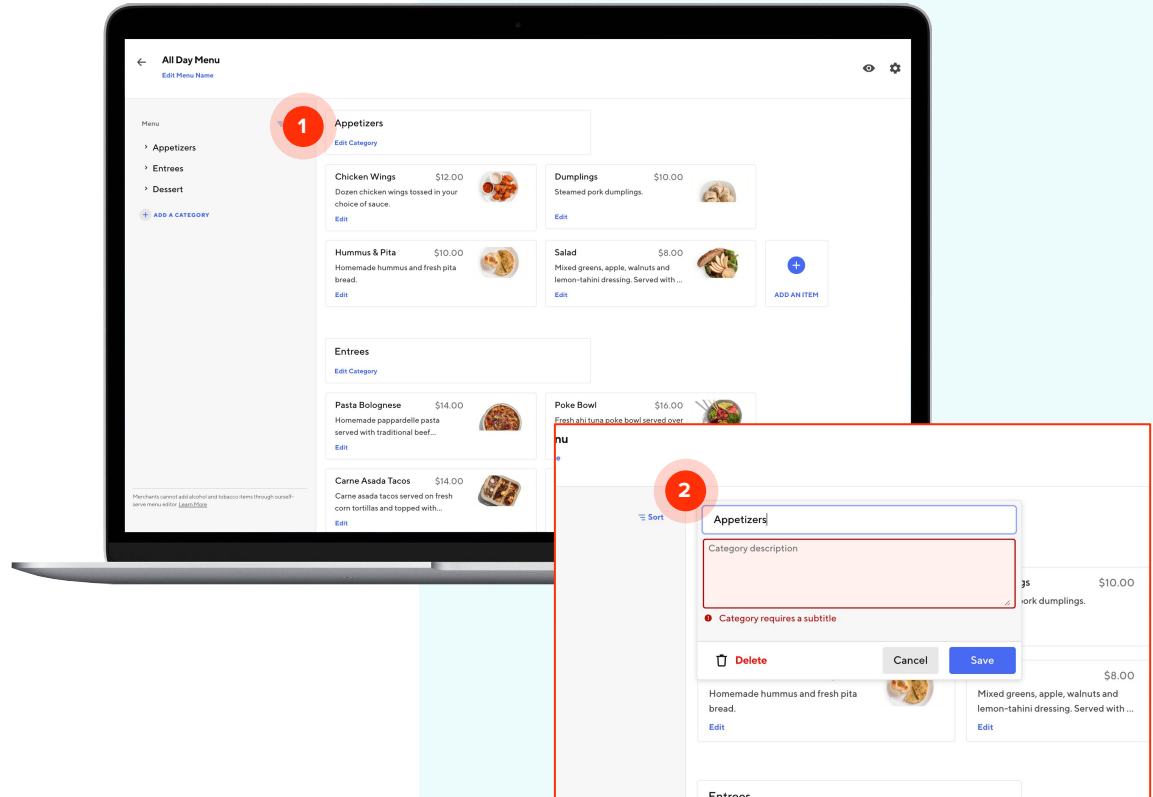 All Day Menu
Edit Menu Name
Menu
1
Appetizers
Entrees
Dessert
+ ADD A CATEGORY
Merchants cannot add alcohol and tobacco items through ourself-
serve menu editor Learn More
Appetizers
Edit Category
Chicken Wings $12.00
Dozen chicken wings tossed in your
choice of sauce.
Edit
Dumplings $10.00
Steamed pork dumplings.
Edit
Hummus & Pita $10.00
Homemade hummus and fresh pita
bread.
Edit
Salad $8.00
Mixed greens, apple, walnuts and
lemon-tahini dressing. Served with ...
Edit
+
ADD AN ITEM
Entrees
Edit Category
Pasta Bolognese $14.00
Homemade pappardelle pasta
served with traditional beef...
Edit
Poke Bowl $16.00
Fresh ahi tuna poke bowl served over
Carne Asada Tacos $14.00
Carne asada tacos served on fresh
corn tortillas and topped with...
Edit
nu
e
2
Sort
Appetizers
Category description
Category requires a subtitle
Delete
Cancel
Save
gs $10.00
ork dumplings.
Homemade hummus and fresh pita
bread.
Edit
$8.00
Mixed greens, apple, walnuts and
lemon-tahini dressing. Served with ...
Edit
Entrees